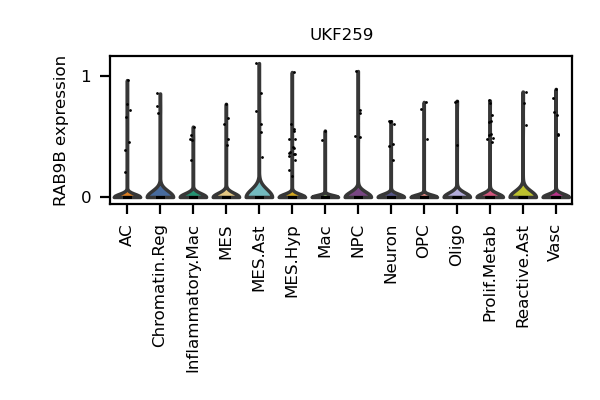 UKF259
RAB9B expression
1
0
AC
Chromatin.Reg
Inflammatory.Mac
MES
MES.Ast
MES.Hyp
Mac
NPC
Neuron
OPC
Oligo
Prolif.Metab
Reactive.Ast
Vasc